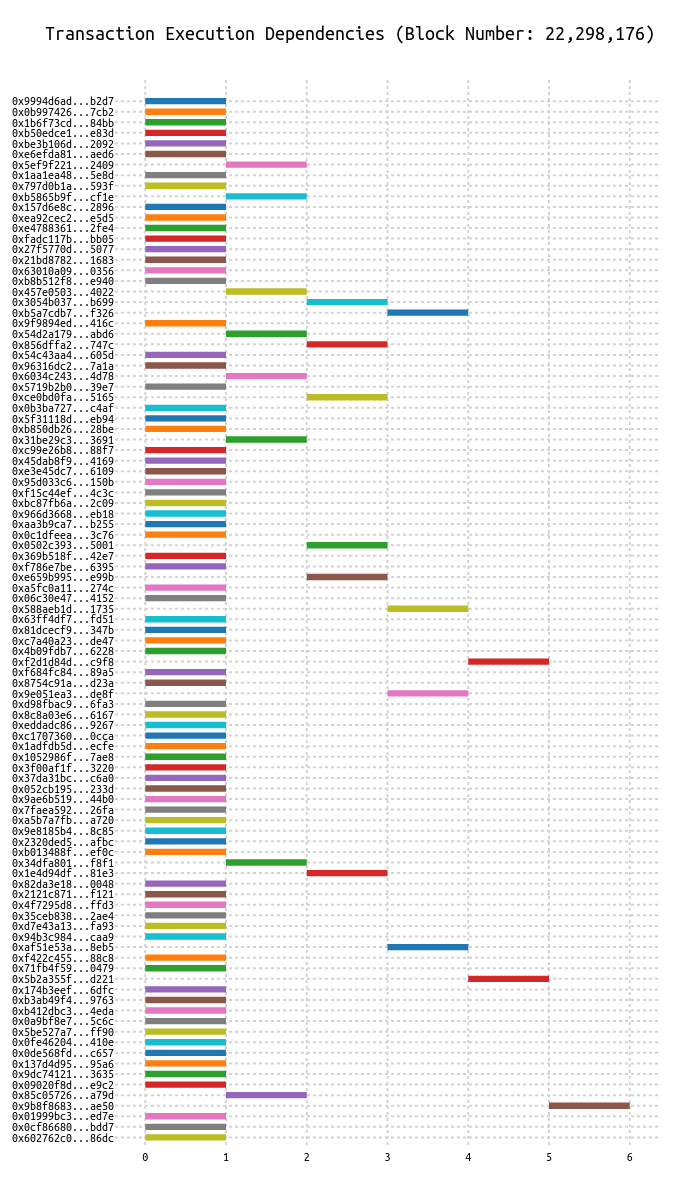 Transaction Execution Dependencies (Block Number: 22,298,176)
0x9994d6ad...b2d7
0x0b997426...7cb2
0x1b6f73cd...84bb
0xb50edce1...e83d
0xbe3b106d...2092
0xe6efda81...aed6
0x5ef9f221...2409
0x1aa1ea48...5e8d
0x797d0b1a...593f
0xb5865b9f...cf1e
0x157d6e8c...2896
0xea92cec2...e5d5
0xe4788361...2fe4
0xfadc117b...bb05
0x27f5770d...5077
0x21bd8782...1683
0x63010a09...0356
0xb8b512f8...e940
0x457e0503...4022
0x3054b037...b699
0xb5a7cdb7...f326
0x9f9894ed...416c
0x54d2a179...abd6
0x856dffa2...747c
0x54c43aa4...605d
0x96316dc2...7a1a
0x6034c243...4d78
0x5719b2b0...39e7
0xce0bd0fa...5165
0x0b3ba727...c4af
0x5f31118d...eb94
0xb850db26...28be
0x31be29c3...3691
0xc99e26b8...88f7
0x45dab8f9...4169
0xe3e45dc7...6109
0x95d033c6...150b
0xf15c44ef...4c3c
0xbc87fb6a...2c09
0x966d3668...eb18
0xaa3b9ca7...b255
0x0c1dfeea...3c76
0x0502c393...5001
0x369b518f...42e7
0xf786e7be...6395
0xe659b995...e99b
0xa5fc0a11...274c
0x06c30e47...4152
0x588aeb1d...1735
0x63ff4df7...fd51
0x81dcecf9...347b
0xc7a40a23...de47
0x4b09fdb7...6228
0xf2d1d84d...c9f8
0xf684fc84...89a5
0x8754c91a...d23a
0x9e051ea3...de8f
0xd98fbac9...6fa3
0x8c8a03e6...6167
0xeddadc86...9267
0xc1707360...0cca
0x1adfdb5d...ecfe
0x1052986f...7ae8
0x3f00af1f...3220
0x37da31bc...c6a0
0x052cb195...233d
0x9ae6b519...44b0
0x7faea592...26fa
0xa5b7a7fb...a720
0x9e8185b4...8c85
0x2320ded5...afbc
0xb013488f...ef0c
0x34dfa801...f8f1
0x1e4d94df...81e3
0x82da3e18...0048
0x2121c871...f121
0x4f7295d8...ffd3
0x35ceb838...2ae4
0xd7e43a13...fa93
0x94b3c984...caa9
0xaf51e53a...8eb5
0xf422c455...88c8
0x71fb4f59...0479
0x5b2a355f...d221
0x174b3eef...6dfc
0xb3ab49f4...9763
0xb412dbc3...4eda
0x0a9bf8e7...5c6c
0x5be527a7...ff90
0x0fe46204...410e
0x0de568fd...c657
0x137d4d95...95a6
0x9dc74121...3635
0x09020f8d...e9c2
0x85c05726...a79d
0x9b8f8683...ae50
0x01999bc3...ed7e
0x0cf86680...bdd7
0x602762c0...86dc
0 1 2 3 4 5 6